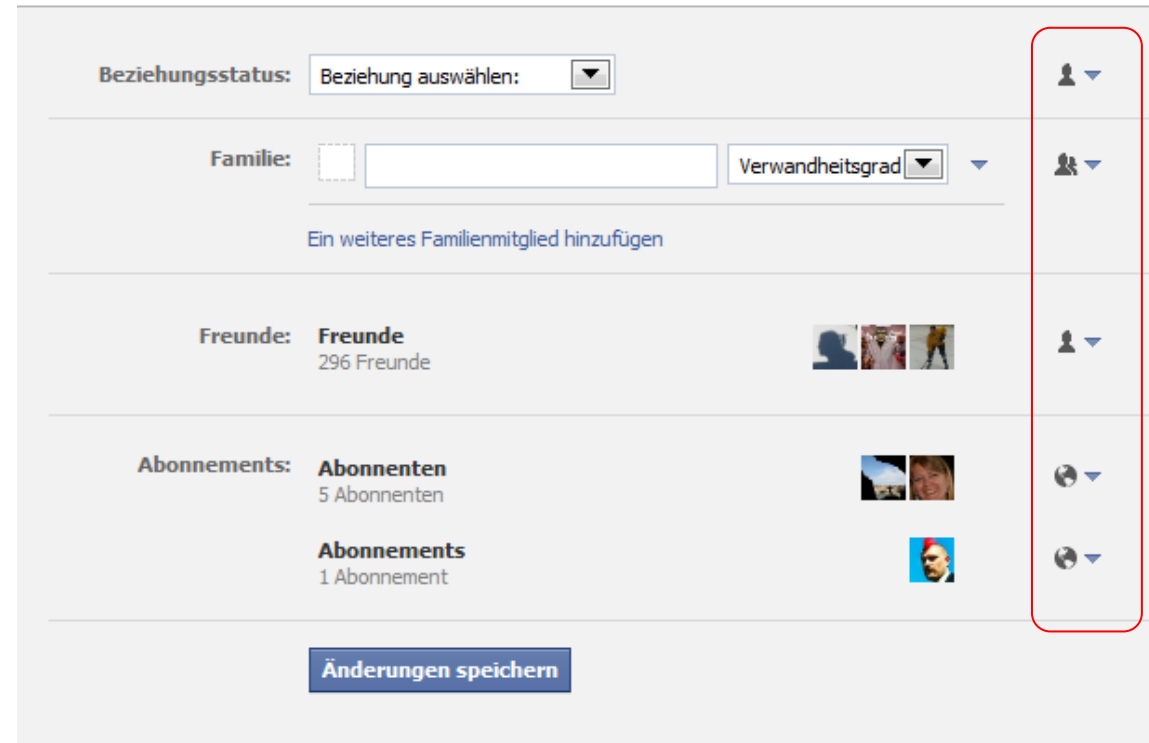 Beziehungsstatus: Beziehung auswählen:
Familie: Verwandheitsgrad
Ein weiteres Familienmitglied hinzufügen
Freunde: Freunde
296 Freunde
Abonnements: Abonnenten
5 Abonnenten
Abonnements
1 Abonnement
Änderungen speichern